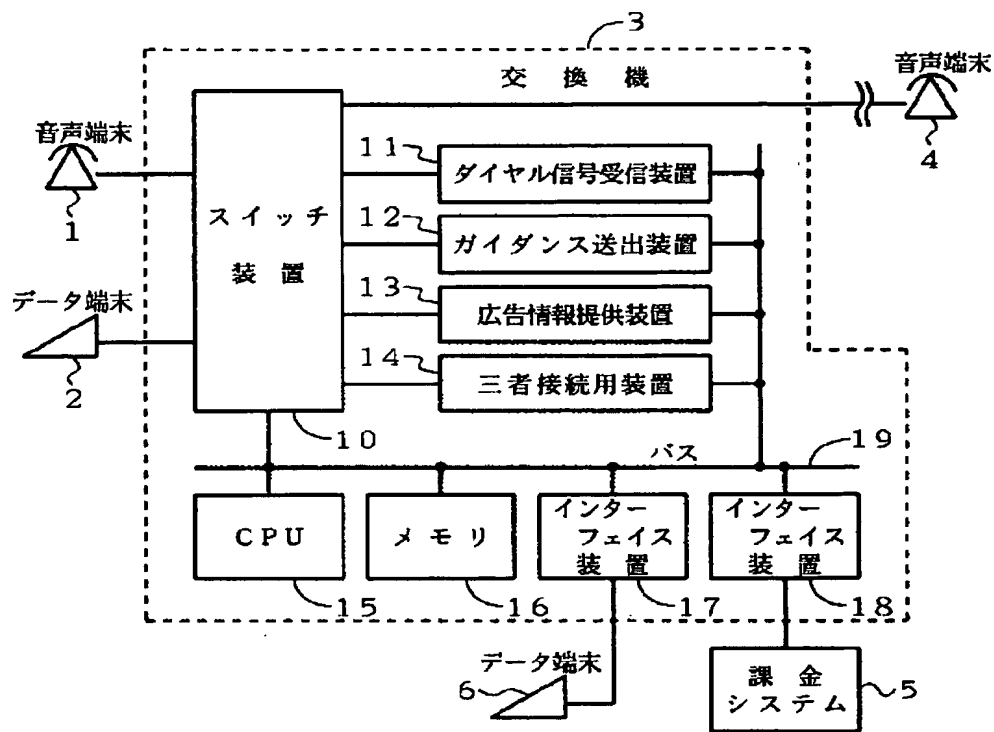 3
交換機
音声端末
4
音声端末
1
データ端末
2
スイッチ
装置
10
11
ダイヤル信号受信装置
12
ガイダンス送出装置
13
広告情報提供装置
14
三者接続用装置
バス
19
CPU
15
メモリ
16
インター
フェイス
装置
17
インター
フェイス
装置
18
データ端末
6
課金
システム
5